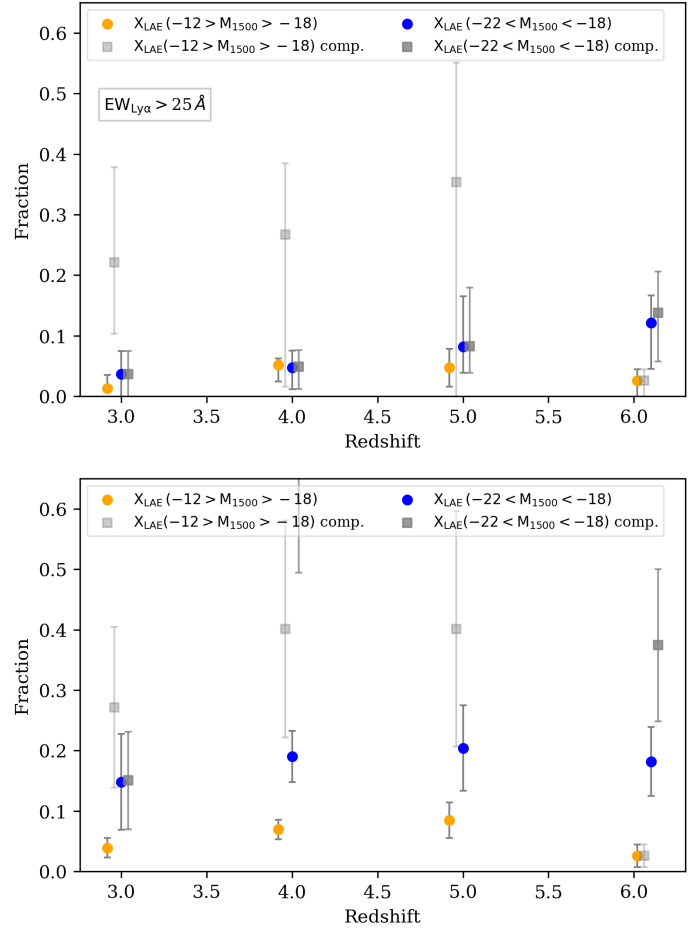 X_LAE (−12 > M_1500 > −18)
X_LAE (−22 < M_1500 < −18)
X_LAE(−12 > M_1500 > −18) comp.
X_LAE(−22 < M_1500 < −18) comp.
EW_Lyα > 25 Å
Fraction
0.6
0.5
0.4
0.3
0.2
0.1
0.0
3.0 3.5 4.0 4.5 5.0 5.5 6.0
Redshift
X_LAE (−12 > M_1500 > −18)
X_LAE (−22 < M_1500 < −18)
X_LAE(−12 > M_1500 > −18) comp.
X_LAE(−22 < M_1500 < −18) comp.
Fraction
0.6
0.5
0.4
0.3
0.2
0.1
0.0
3.0 3.5 4.0 4.5 5.0 5.5 6.0
Redshift